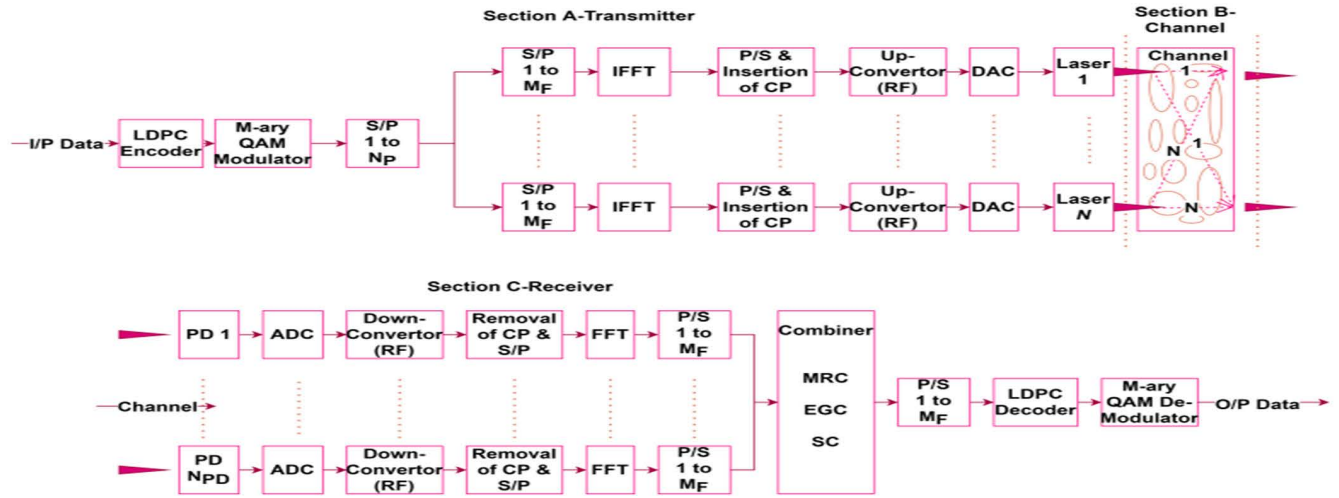 Section A-Transmitter
Section B-
Channel
I/P Data
LDPC
Encoder
M-ary
QAM
Modulator
S/P
1 to
NP
S/P
1 to
MF
IFFT
P/S &
Insertion
of CP
Up-
Convertor
(RF)
DAC
Laser
1
Channel
1
1
N
N
S/P
1 to
MF
IFFT
P/S &
Insertion
of CP
Up-
Convertor
(RF)
DAC
Laser
N
Section C-Receiver
PD 1
ADC
Down-
Convertor
(RF)
Removal
of CP &
S/P
FFT
P/S
1 to
MF
Channel
PD
NPD
ADC
Down-
Convertor
(RF)
Removal
of CP &
S/P
FFT
P/S
1 to
MF
Combiner
MRC
EGC
SC
P/S
1 to
MF
LDPC
Decoder
M-ary
QAM De-
Modulator
O/P Data